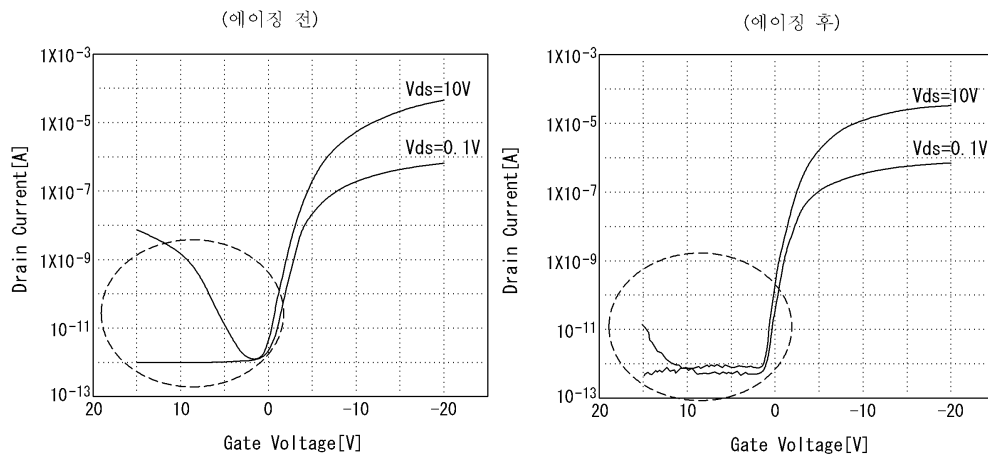 (에이징 전)
1X10-3
1X10-5
1X10-7
1X10-9
10-11
10-13
Drain Current[A]
Vds=10V
Vds=0.1V
20 10 0 -10 -20
Gate Voltage[V]
(에이징 후)
1X10-3
1X10-5
1X10-7
1X10-9
10-11
10-13
Drain Current[A]
Vds=10V
Vds=0.1V
20 10 0 -10 -20
Gate Voltage[V]